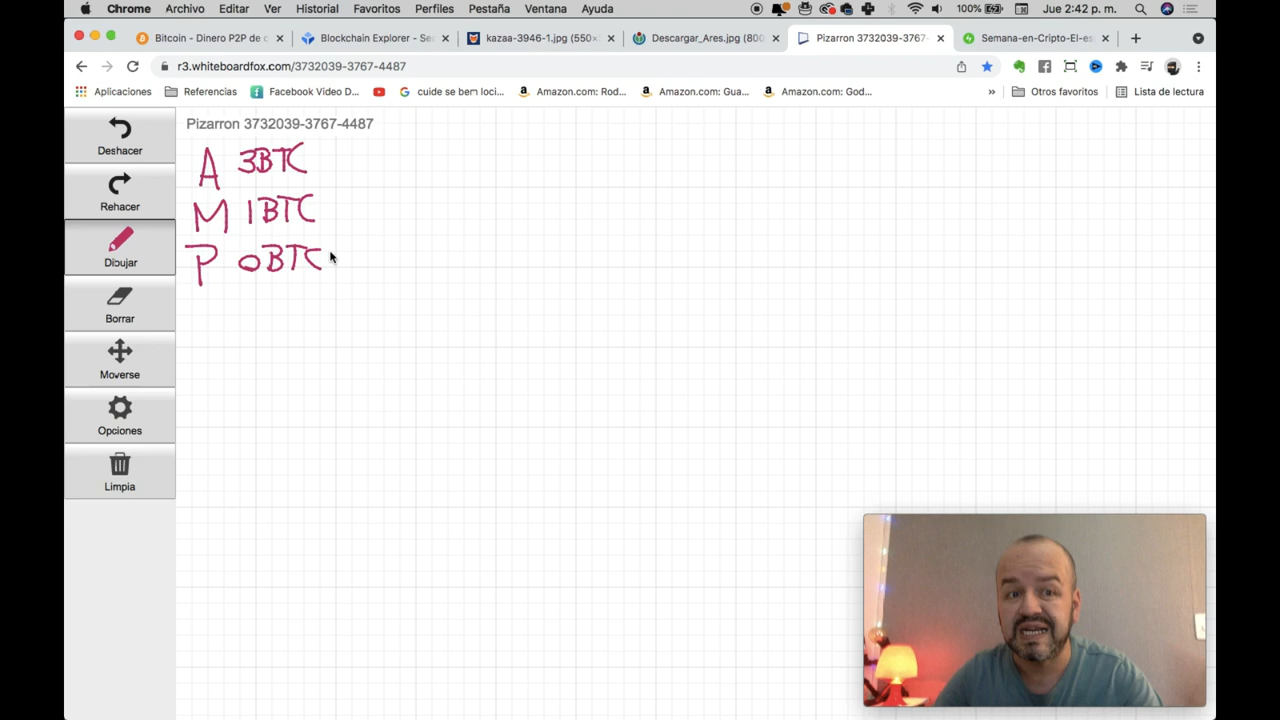 Chrome Archivo Editar Ver Historial Favoritos Perfiles Pestaña Ventana Ayuda 100% Jue 2:42 p. m.
Bitcoin - Dinero P2P de c Blockchain Explorer - Sea kazaa-3946-1.jpg (550× Descargar_Ares.jpg (800 Pizarron 3732039-3767- Semana-en-Cripto-El-es
r3.whiteboardfox.com/3732039-3767-4487
Aplicaciones Referencias Facebook Video D... cuide se bem loci... Amazon.com: Rod... Amazon.com: Gua... Amazon.com: God... » Otros favoritos Lista de lectura
Pizarron 3732039-3767-4487
Deshacer
Rehacer
Dibujar
Borrar
Moverse
Opciones
Limpia
A 3BTC
M 1BTC
P 0BTC